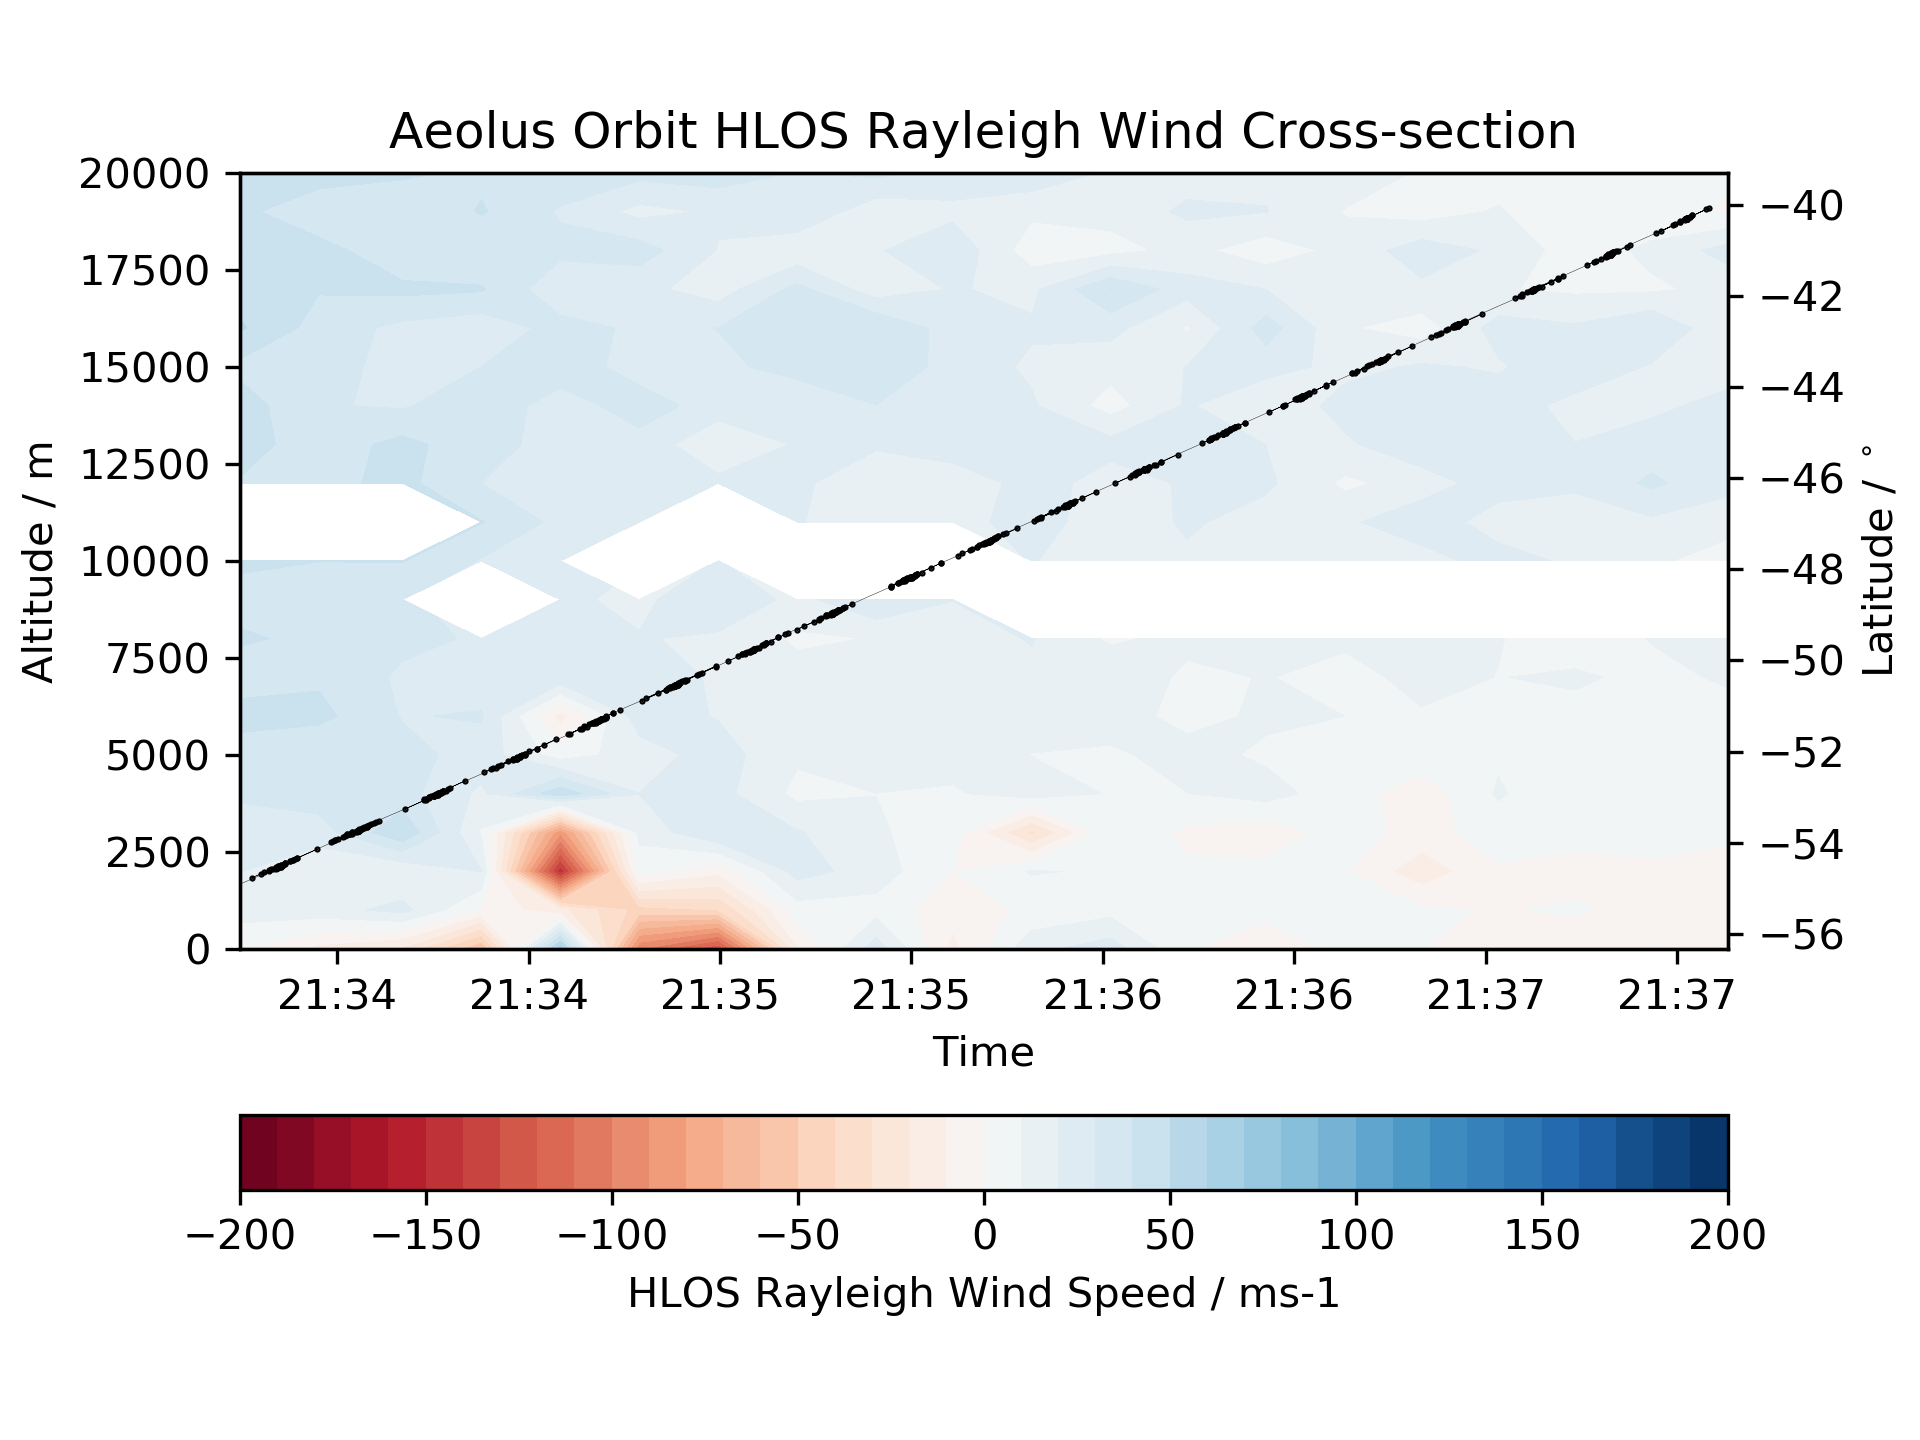 Aeolus Orbit HLOS Rayleigh Wind Cross-section
20000
17500
15000
12500
10000
7500
5000
2500
0
Altitude / m
−40
−42
−44
−46
−48
−50
−52
−54
−56
Latitude / °
21:34 21:34 21:35 21:35 21:36 21:36 21:37 21:37
Time
−200 −150 −100 −50 0 50 100 150 200
HLOS Rayleigh Wind Speed / ms-1